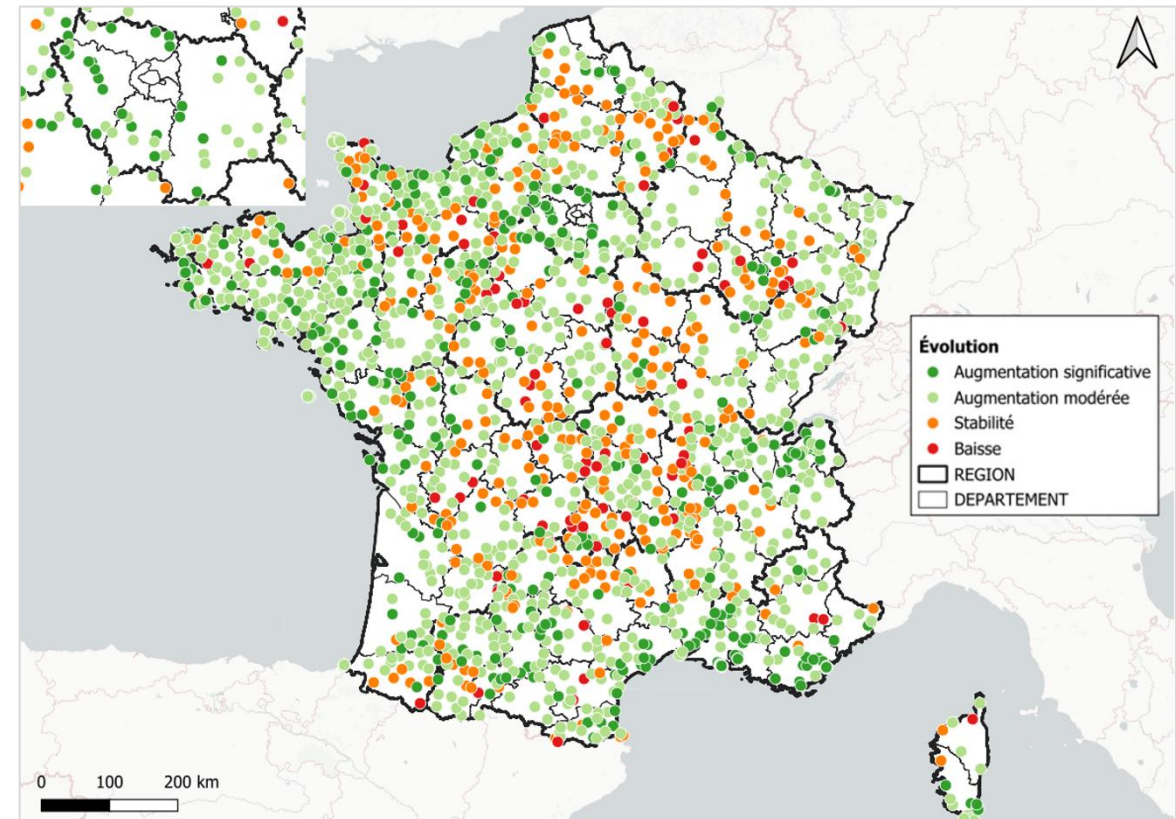 Évolution
Augmentation significative
Augmentation modérée
Stabilité
Baisse
REGION
DEPARTEMENT
0 100 200 km